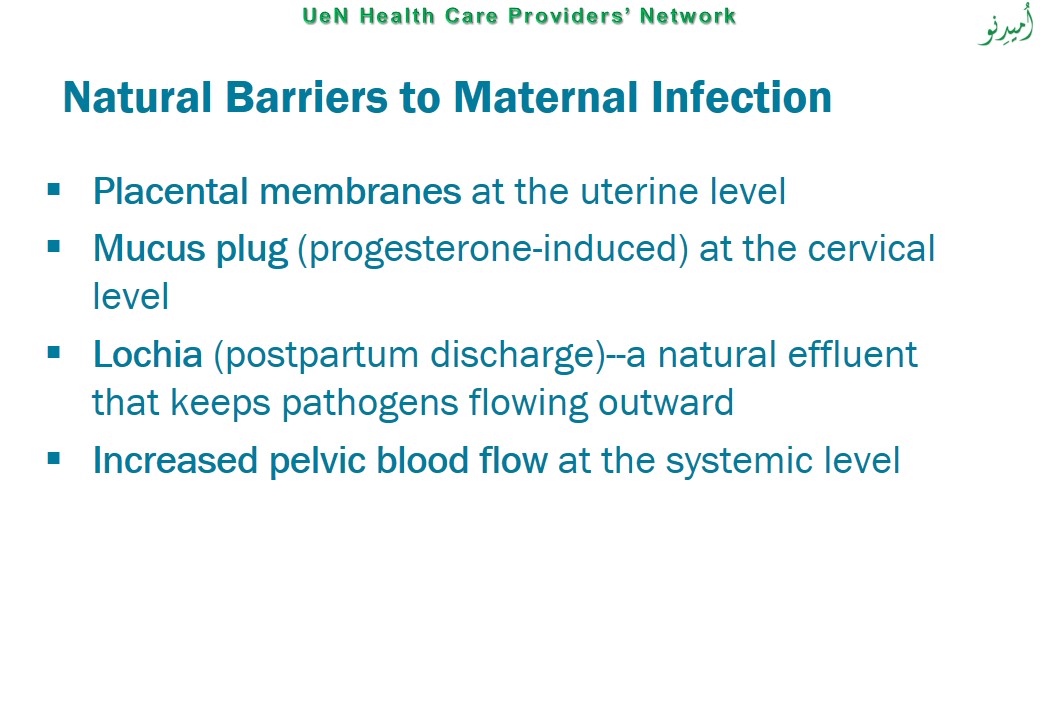 UeN Health Care Providers’ Network
أُميدِنو
Natural Barriers to Maternal Infection
▪ Placental membranes at the uterine level
▪ Mucus plug (progesterone-induced) at the cervical
level
▪ Lochia (postpartum discharge)--a natural effluent
that keeps pathogens flowing outward
▪ Increased pelvic blood flow at the systemic level